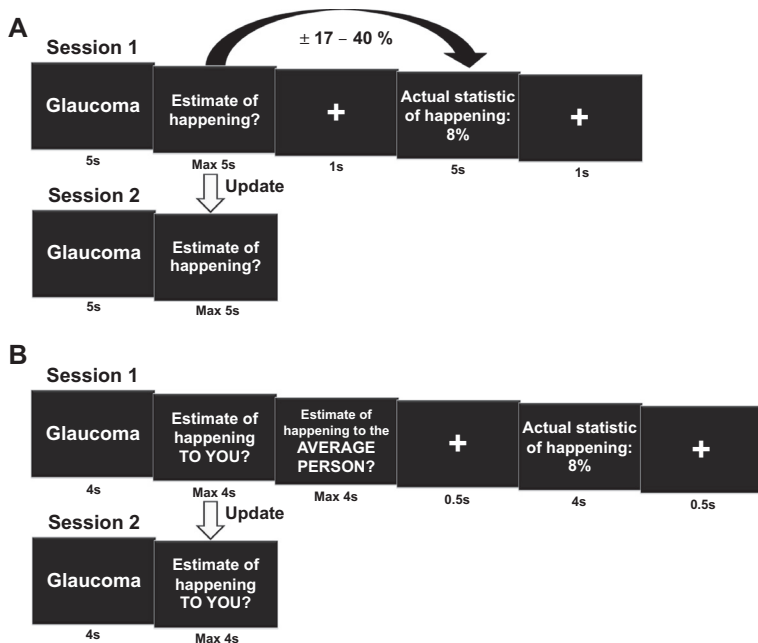 A
± 17 – 40 %
Session 1
Glaucoma
Estimate of
happening?
+
Actual statistic
of happening:
8%
+
5s
Max 5s
1s
5s
1s
Update
Session 2
Glaucoma
Estimate of
happening?
5s
Max 5s
B
Session 1
Glaucoma
Estimate of
happening
TO YOU?
Estimate of
happening to the
AVERAGE
PERSON?
+
Actual statistic
of happening:
8%
+
4s
Max 4s
Max 4s
0.5s
4s
0.5s
Update
Session 2
Glaucoma
Estimate of
happening
TO YOU?
4s
Max 4s